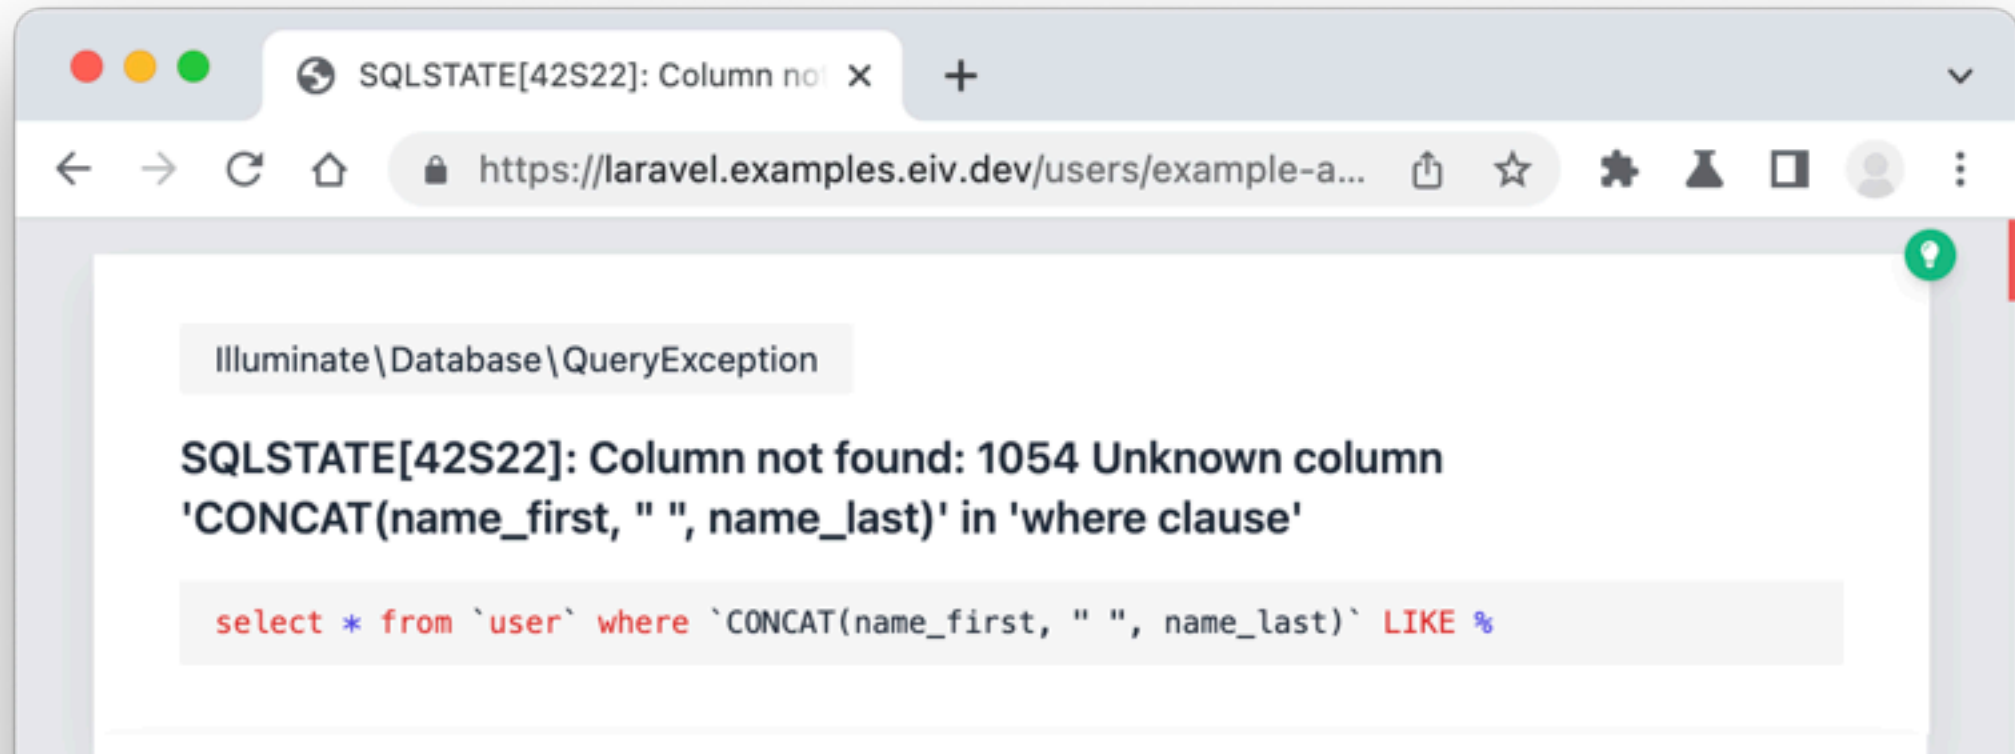 SQLSTATE[42S22]: Column no
https://laravel.examples.eiv.dev/users/example-a...
Illuminate\Database\QueryException
SQLSTATE[42S22]: Column not found: 1054 Unknown column
'CONCAT(name_first, " ", name_last)' in 'where clause'
select * from `user` where `CONCAT(name_first, " ", name_last)` LIKE %